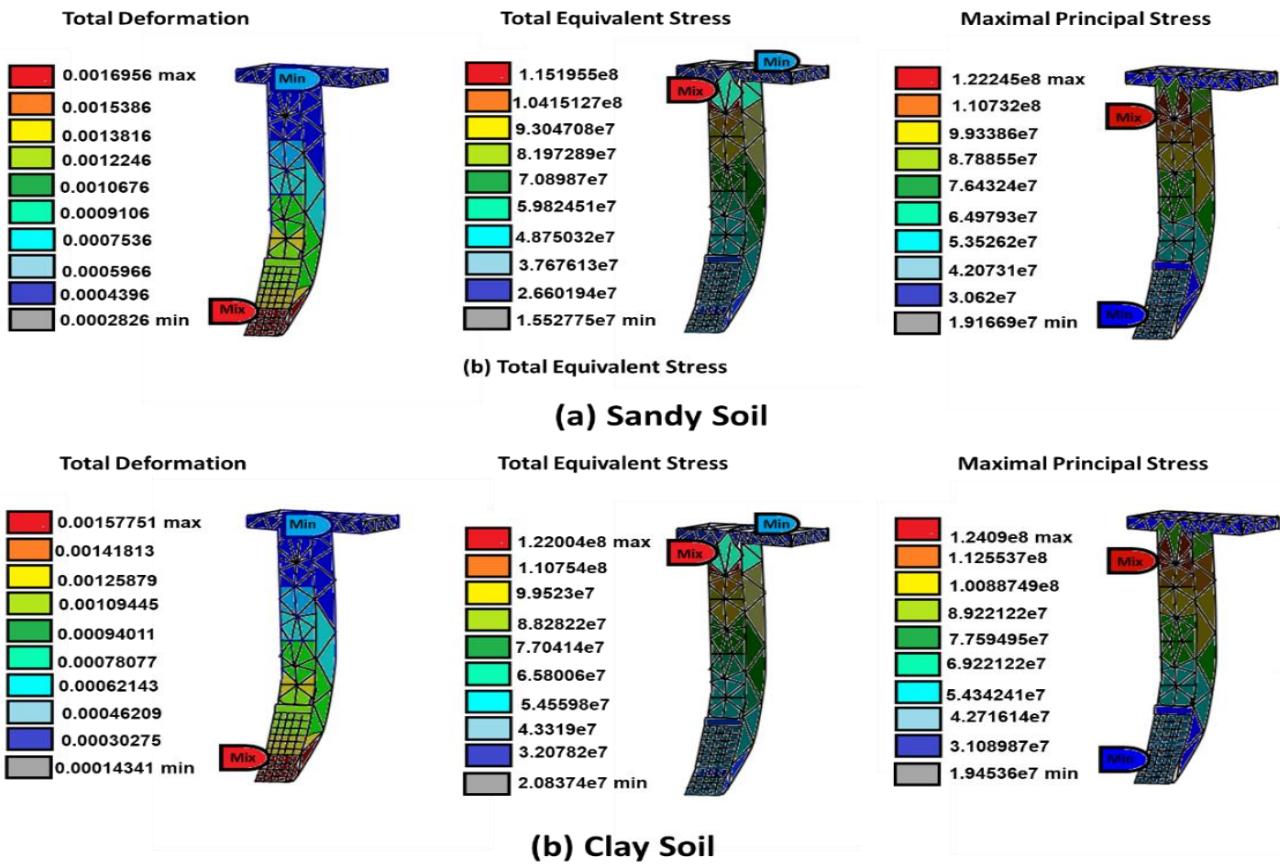 Total Deformation
0.0016956 max
0.0015386
0.0013816
0.0012246
0.0010676
0.0009106
0.0007536
0.0005966
0.0004396
0.0002826 min
Min
Mix
Total Equivalent Stress
1.151955e8
1.0415127e8
9.304708e7
8.197289e7
7.08987e7
5.982451e7
4.875032e7
3.767613e7
2.660194e7
1.552775e7 min
Min
Mix
Maximal Principal Stress
1.22245e8 max
1.10732e8
9.93386e7
8.78855e7
7.64324e7
6.49793e7
5.35262e7
4.20731e7
3.062e7
1.91669e7 min
Mix
Min
(b) Total Equivalent Stress
(a) Sandy Soil
Total Deformation
0.00157751 max
0.00141813
0.00125879
0.00109445
0.00094011
0.00078077
0.00062143
0.00046209
0.00030275
0.00014341 min
Min
Mix
Total Equivalent Stress
1.22004e8 max
1.10754e8
9.9523e7
8.82822e7
7.70414e7
6.58006e7
5.45598e7
4.3319e7
3.20782e7
2.08374e7 min
Min
Mix
Maximal Principal Stress
1.2409e8 max
1.125537e8
1.0088749e8
8.922122e7
7.759495e7
6.922122e7
5.434241e7
4.271614e7
3.108987e7
1.94536e7 min
Mix
Min
(b) Clay Soil